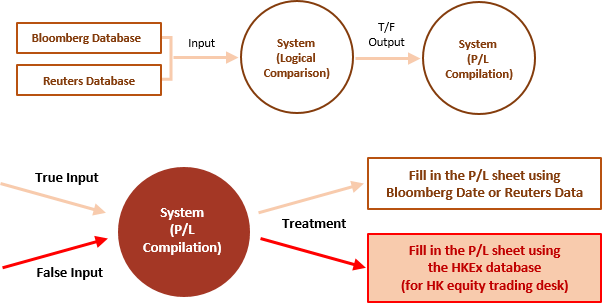 Bloomberg Database
Reuters Database
Input
System
(Logical
Comparison)
T/F
Output
System
(P/L
Compilation)
True Input
False Input
System
(P/L
Compilation)
Treatment
Fill in the P/L sheet using
Bloomberg Date or Reuters Data
Fill in the P/L sheet using
the HKEx database
(for HK equity trading desk)